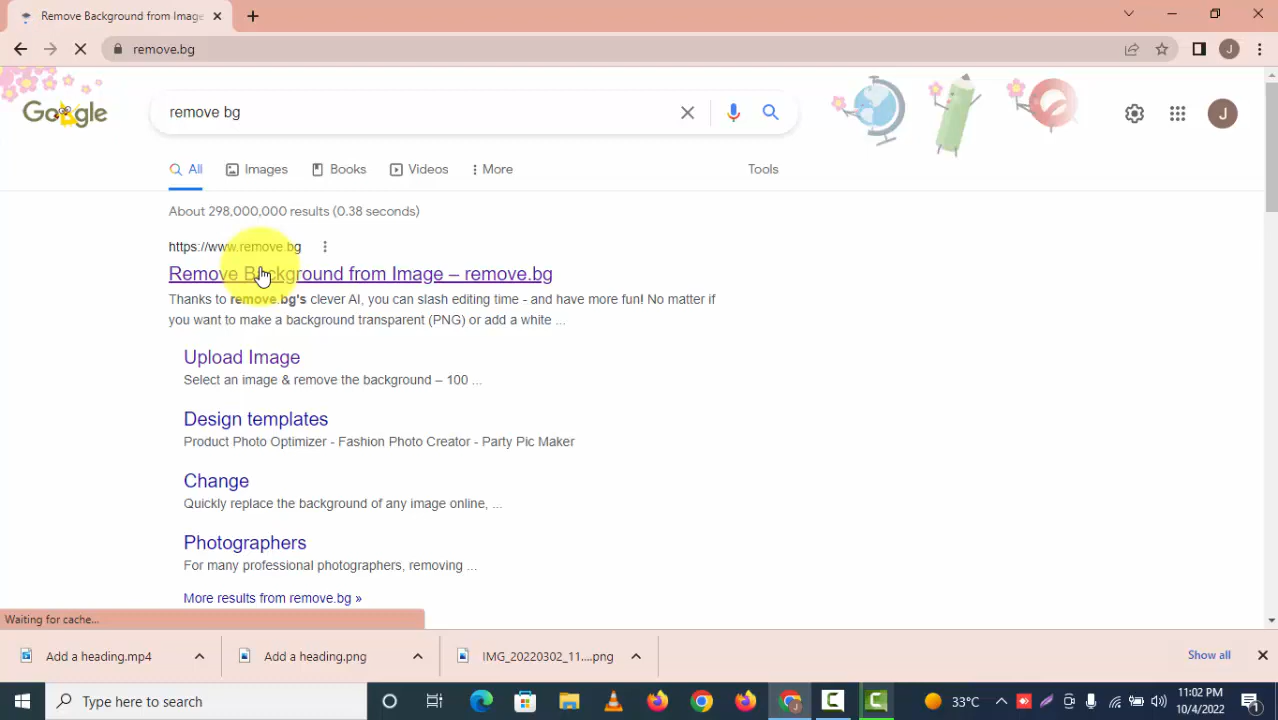 Remove Background from Image
remove.bg
J
Google
remove bg
J
All
Images
Books
Videos
More
Tools
About 298,000,000 results (0.38 seconds)
https://www.remove.bg
Remove Background from Image – remove.bg
Thanks to remove.bg's clever AI, you can slash editing time - and have more fun! No matter if
you want to make a background transparent (PNG) or add a white ...
Upload Image
Select an image & remove the background – 100 ...
Design templates
Product Photo Optimizer - Fashion Photo Creator - Party Pic Maker
Change
Quickly replace the background of any image online, ...
Photographers
For many professional photographers, removing ...
More results from remove.bg »
Waiting for cache...
Add a heading.mp4
Add a heading.png
IMG_20220302_11....png
Show all
Type here to search
33°C
11:02 PM
10/4/2022
1